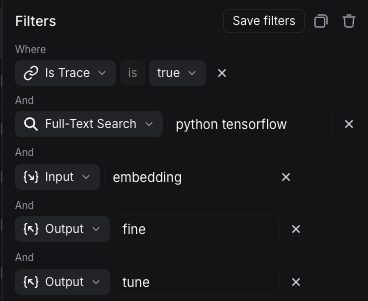 Filters Save filters
Where
Is Trace is true
And
Full-Text Search python tensorflow
And
Input embedding
And
Output fine
And
Output tune